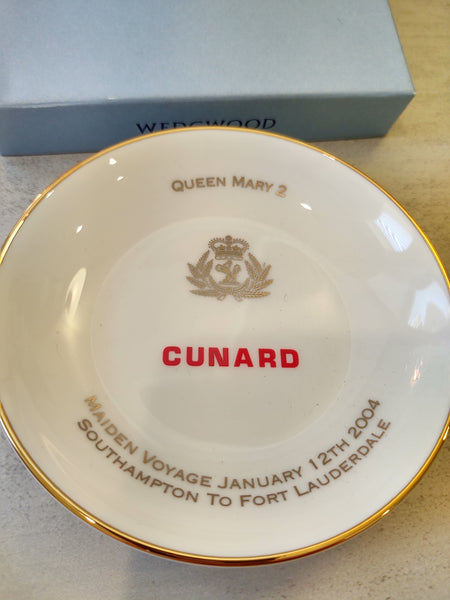 WEDGWOOD
QUEEN MARY 2
CUNARD
MAIDEN VOYAGE JANUARY 12TH 2004
SOUTHAMPTON TO FORT LAUDERDALE